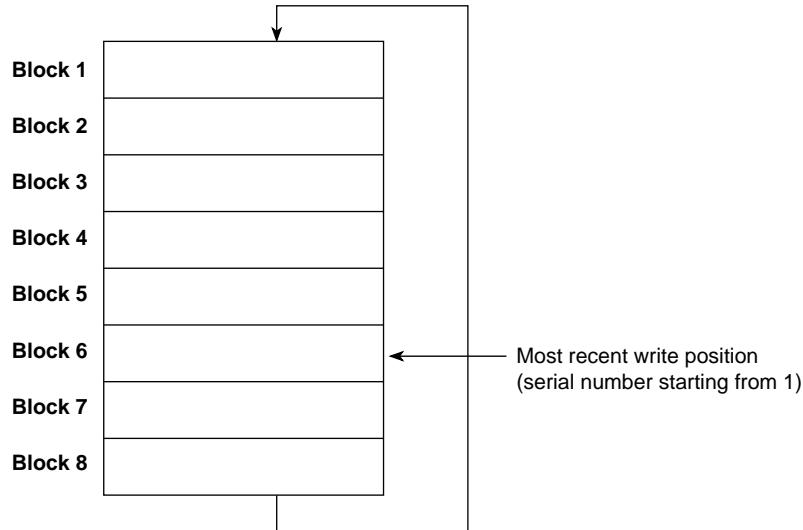 Block 1
Block 2
Block 3
Block 4
Block 5
Block 6
Most recent write position
(serial number starting from 1)
Block 7
Block 8